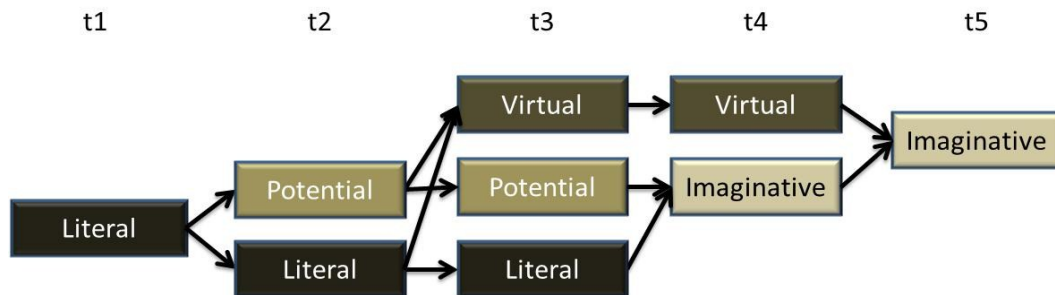 t1
t2
t3
t4
t5
Literal
Potential
Literal
Virtual
Potential
Literal
Virtual
Imaginative
Imaginative